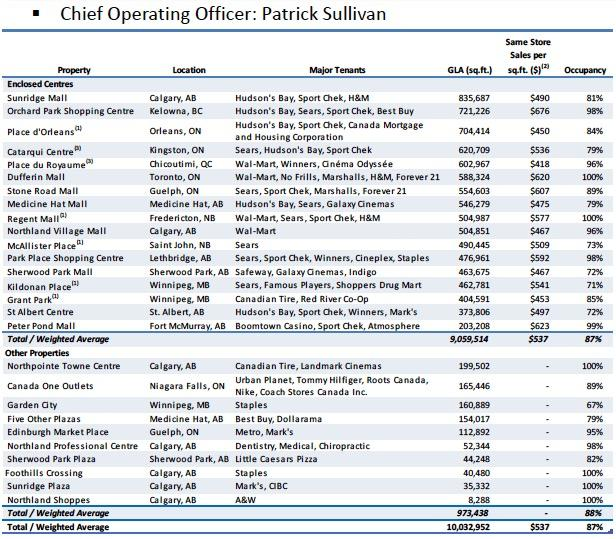 ▪ Chief Operating Officer: Patrick Sullivan
Same Store
Sales per
Property Location Major Tenants GLA (sq.ft.) sq.ft. ($)(2) Occupancy
Enclosed Centres
Sunridge Mall Calgary, AB Hudson's Bay, Sport Chek, H&M 835,687 $490 81%
Orchard Park Shopping Centre Kelowna, BC Hudson's Bay, Sears, Sport Chek, Best Buy 721,226 $676 98%
Place d'Orleans(1) Orleans, ON Hudson's Bay, Sport Chek, Canada Mortgage and Housing Corporation 704,414 $450 84%
Catarqui Centre(3) Kingston, ON Sears, Hudson's Bay, Sport Chek 620,709 $536 79%
Place du Royaume(3) Chicoutimi, QC Wal-Mart, Winners, Cinéma Odyssée 602,967 $418 96%
Dufferin Mall Toronto, ON Wal-Mart, No Frills, Marshalls, H&M, Forever 21 588,324 $620 100%
Stone Road Mall Guelph, ON Sears, Sport Chek, Marshalls, Forever 21 554,603 $607 89%
Medicine Hat Mall Medicine Hat, AB Hudson's Bay, Sears, Galaxy Cinemas 546,279 $475 79%
Regent Mall(1) Fredericton, NB Wal-Mart, Sears, Sport Chek, H&M 504,987 $577 100%
Northland Village Mall Calgary, AB Wal-Mart 504,851 $467 96%
McAllister Place(1) Saint John, NB Sears 490,445 $509 73%
Park Place Shopping Centre Lethbridge, AB Sears, Sport Chek, Winners, Cineplex, Staples 476,961 $592 98%
Sherwood Park Mall Sherwood Park, AB Safeway, Galaxy Cinemas, Indigo 463,675 $467 72%
Kildonan Place(1) Winnipeg, MB Sears, Famous Players, Shoppers Drug Mart 462,781 $541 71%
Grant Park(1) Winnipeg, MB Canadian Tire, Red River Co-Op 404,591 $453 85%
St Albert Centre St. Albert, AB Hudson's Bay, Sport Chek, Winners, Mark's 373,806 $497 72%
Peter Pond Mall Fort McMurray, AB Boomtown Casino, Sport Chek, Atmosphere 203,208 $623 99%
Total / Weighted Average 9,059,514 $537 87%
Other Properties
Northpointe Towne Centre Calgary, AB Canadian Tire, Landmark Cinemas 199,502 - 100%
Canada One Outlets Niagara Falls, ON Urban Planet, Tommy Hilfiger, Roots Canada, Nike, Coach Stores Canada Inc. 165,446 - 89%
Garden City Winnipeg, MB Staples 160,889 - 67%
Five Other Plazas Medicine Hat, AB Best Buy, Dollarama 154,017 - 79%
Edinburgh Market Place Guelph, ON Metro, Mark's 112,892 - 95%
Northland Professional Centre Calgary, AB Dentistry, Medical, Chiropractic 52,344 - 98%
Sherwood Park Plaza Sherwood Park, AB Little Caesars Pizza 44,248 - 82%
Foothills Crossing Calgary, AB Staples 40,480 - 100%
Sunridge Plaza Calgary, AB Mark's, CIBC 35,332 - 100%
Northland Shoppes Calgary, AB A&W 8,288 - 100%
Total / Weighted Average 973,438 - 88%
Total / Weighted Average 10,032,952 $537 87%